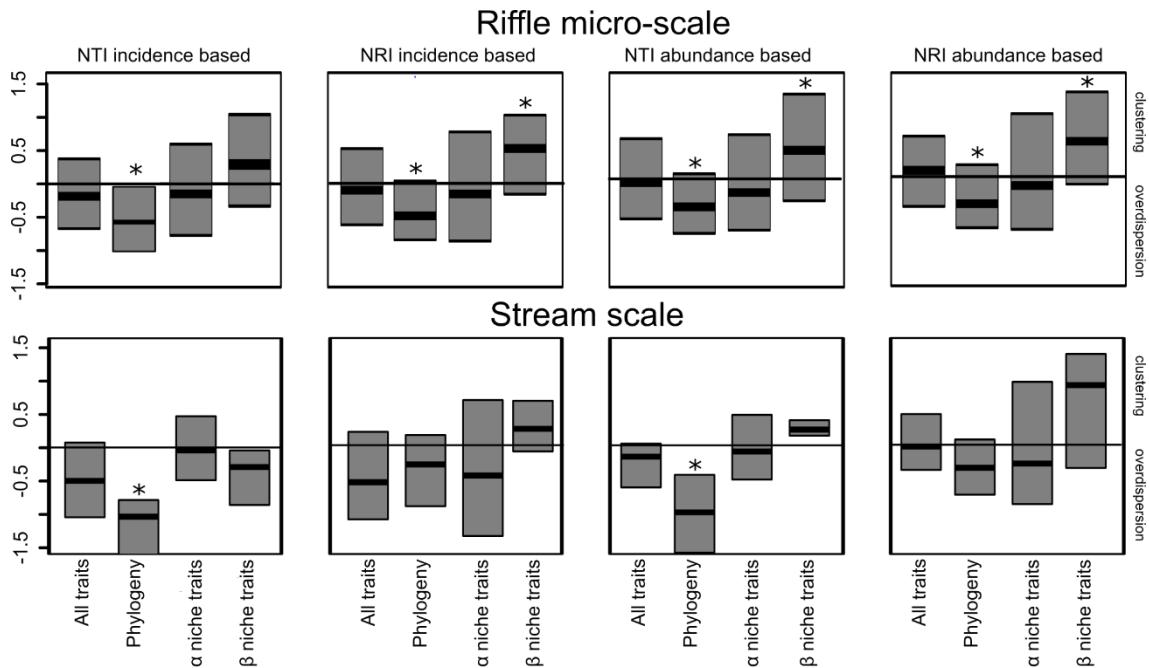 Riffle micro-scale
NTI incidence based
NRI incidence based
NTI abundance based
NRI abundance based
1.5
0.5
-0.5
-1.5
*
*
*
*
*
*
*
clustering
overdispersion
Stream scale
1.5
0.5
-0.5
-1.5
*
*
clustering
overdispersion
All traits
Phylogeny
α niche traits
β niche traits
All traits
Phylogeny
α niche traits
β niche traits
All traits
Phylogeny
α niche traits
β niche traits
All traits
Phylogeny
α niche traits
β niche traits